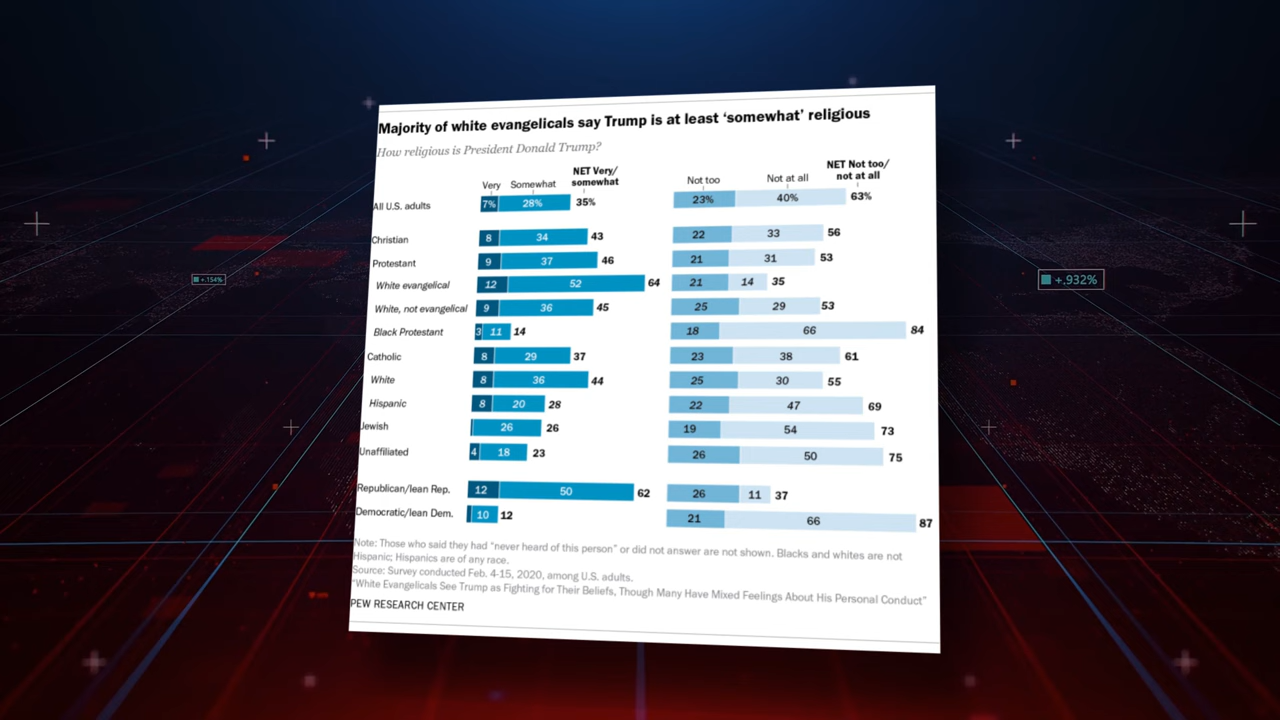 Majority of white evangelicals say Trump is at least ‘somewhat’ religious
How religious is President Donald Trump?
Very Somewhat NET Very/ somewhat Not too Not at all NET Not too/ not at all
All U.S. adults 7% 28% 35% 23% 40% 63%
Christian 8 34 43 22 33 56
Protestant 9 37 46 21 31 53
White evangelical 12 52 64 21 14 35
White, not evangelical 9 36 45 25 29 53
Black Protestant 3 11 14 18 66 84
Catholic 8 29 37 23 38 61
White 8 36 44 25 30 55
Hispanic 8 20 28 22 47 69
Jewish 26 26 19 54 73
Unaffiliated 4 18 23 26 50 75
Republican/lean Rep. 12 50 62 26 11 37
Democratic/lean Dem. 10 12 21 66 87
Note: Those who said they had “never heard of this person” or did not answer are not shown. Blacks and whites are not
Hispanic; Hispanics are of any race.
Source: Survey conducted Feb. 4-15, 2020, among U.S. adults.
“White Evangelicals See Trump as Fighting for Their Beliefs, Though Many Have Mixed Feelings About His Personal Conduct”
PEW RESEARCH CENTER
+.154%
+.932%